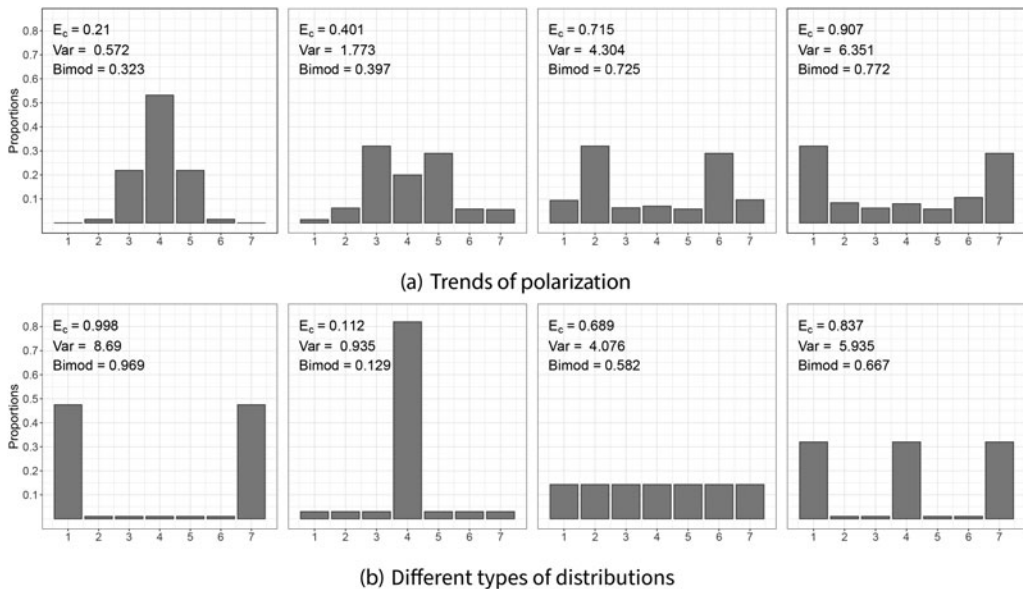 E_c = 0.21
Var = 0.572
Bimod = 0.323
E_c = 0.401
Var = 1.773
Bimod = 0.397
E_c = 0.715
Var = 4.304
Bimod = 0.725
E_c = 0.907
Var = 6.351
Bimod = 0.772
Proportions
0.8
0.7
0.6
0.5
0.4
0.3
0.2
0.1
1 2 3 4 5 6 7
1 2 3 4 5 6 7
1 2 3 4 5 6 7
1 2 3 4 5 6 7
(a) Trends of polarization
E_c = 0.998
Var = 8.69
Bimod = 0.969
E_c = 0.112
Var = 0.935
Bimod = 0.129
E_c = 0.689
Var = 4.076
Bimod = 0.582
E_c = 0.837
Var = 5.935
Bimod = 0.667
Proportions
0.8
0.7
0.6
0.5
0.4
0.3
0.2
0.1
1 2 3 4 5 6 7
1 2 3 4 5 6 7
1 2 3 4 5 6 7
1 2 3 4 5 6 7
(b) Different types of distributions